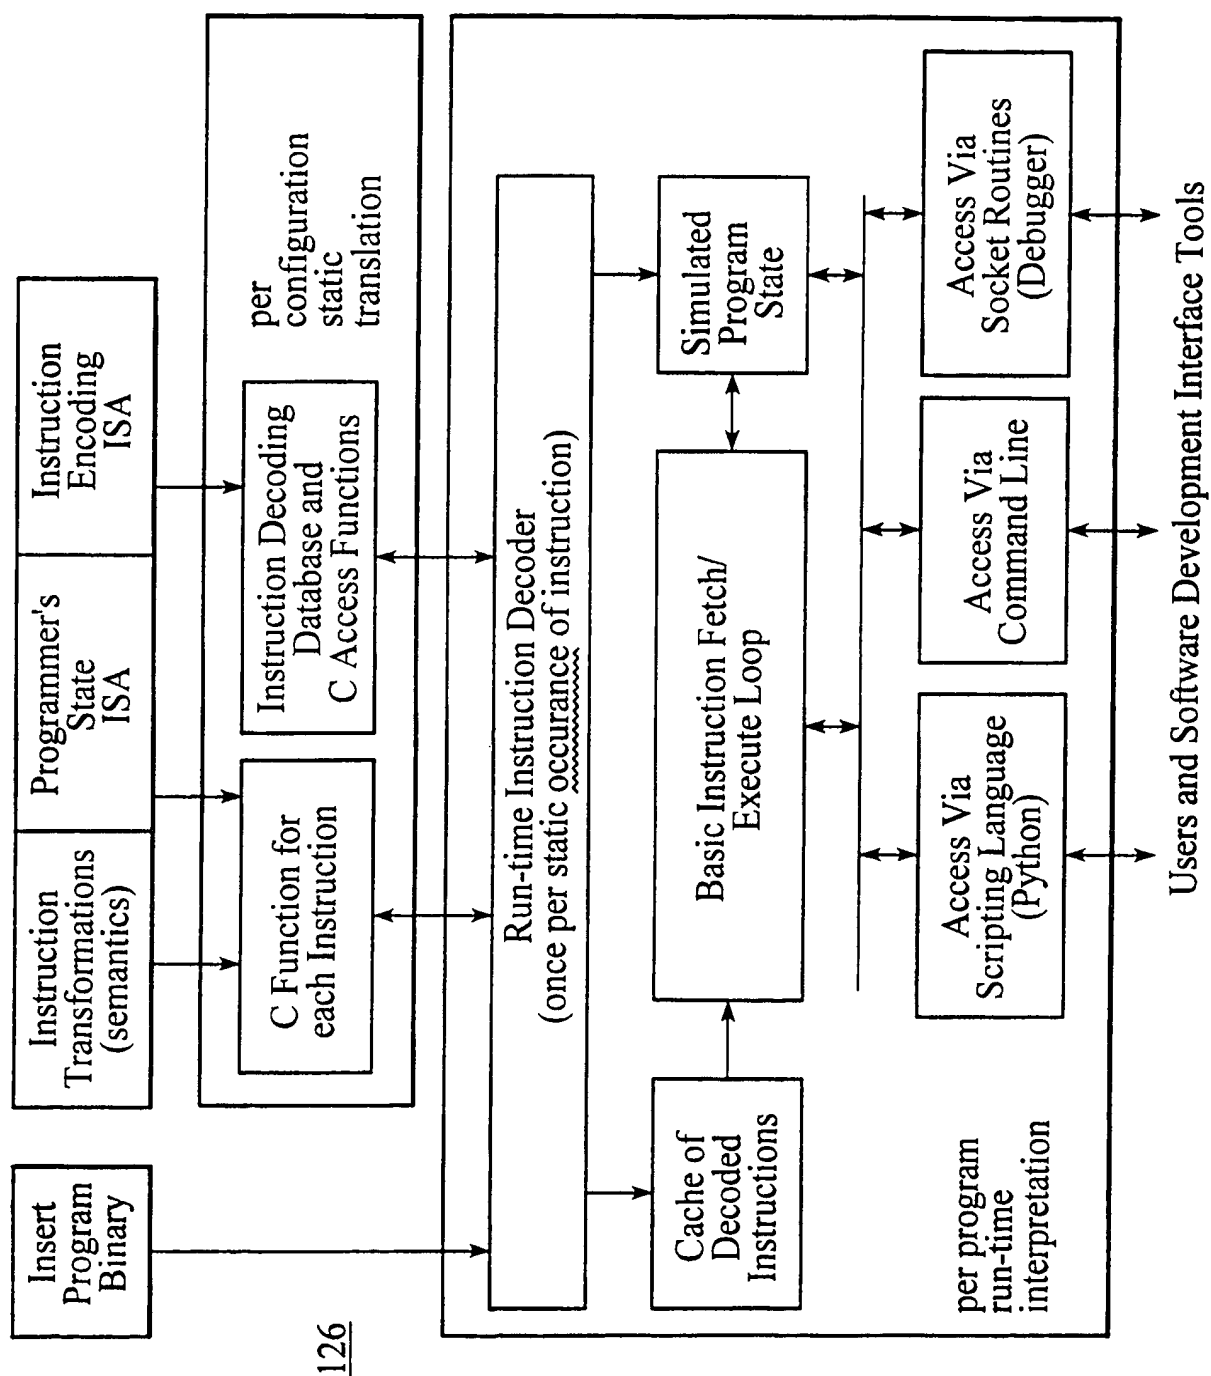 Insert
Program
Binary
Instruction
Transformations
(semantics)
Programmer's
State
ISA
Instruction
Encoding
ISA
126
C Function for
each Instruction
Instruction Decoding
Database and
C Access Functions
per
configuration
static
translation
Run-time Instruction Decoder
(once per static occurance of instruction)
Cache of
Decoded
Instructions
Basic Instruction Fetch/
Execute Loop
Simulated
Program
State
per program
run-time
interpretation
Access Via
Scripting Language
(Python)
Access Via
Command Line
Access Via
Socket Routines
(Debugger)
Users and Software Development Interface Tools